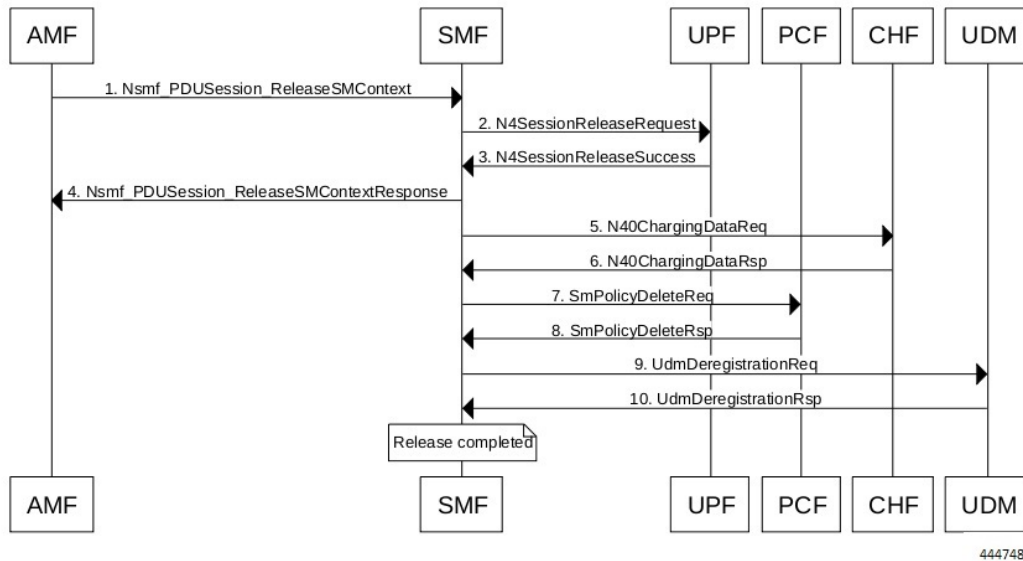 AMF SMF UPF PCF CHF UDM
1. Nsmf_PDUSession_ReleaseSMContext
2. N4SessionReleaseRequest
3. N4SessionReleaseSuccess
4. Nsmf_PDUSession_ReleaseSMContextResponse
5. N40ChargingDataReq
6. N40ChargingDataRsp
7. SmPolicyDeleteReq
8. SmPolicyDeleteRsp
9. UdmDeregistrationReq
10. UdmDeregistrationRsp
Release completed
AMF SMF UPF PCF CHF UDM
444748